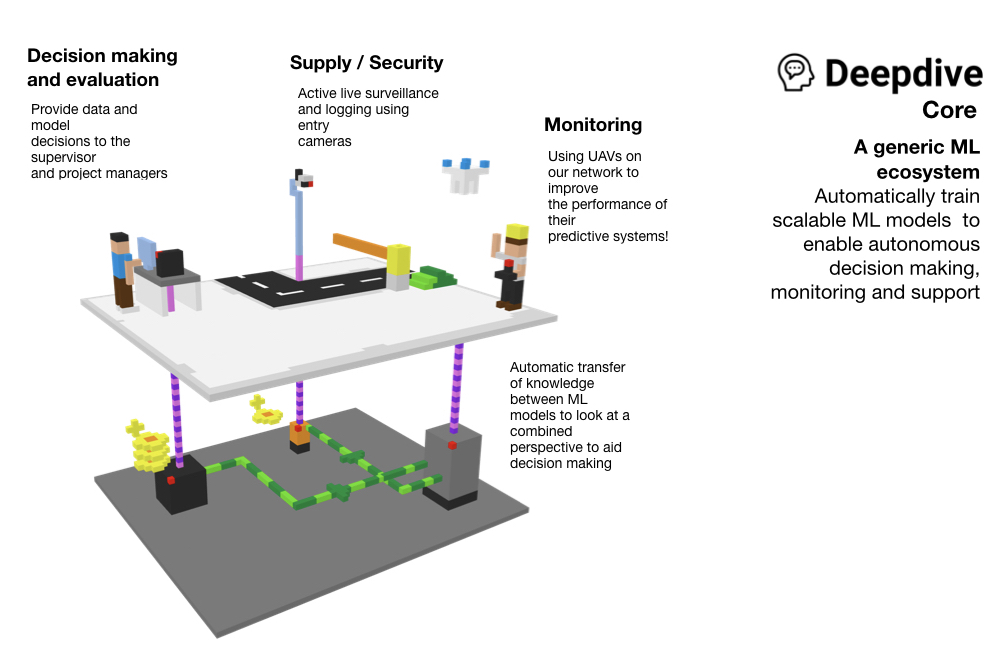 Decision making
and evaluation
Provide data and
model
decisions to the
supervisor
and project managers
Supply / Security
Active live surveillance
and logging using
entry
cameras
Monitoring
Using UAVs on
our network to
improve
the performance of
their
predictive systems!
Deepdive
Core
A generic ML
ecosystem
Automatically train
scalable ML models to
enable autonomous
decision making,
monitoring and support
Automatic transfer
of knowledge
between ML
models to look at a
combined
perspective to aid
decision making